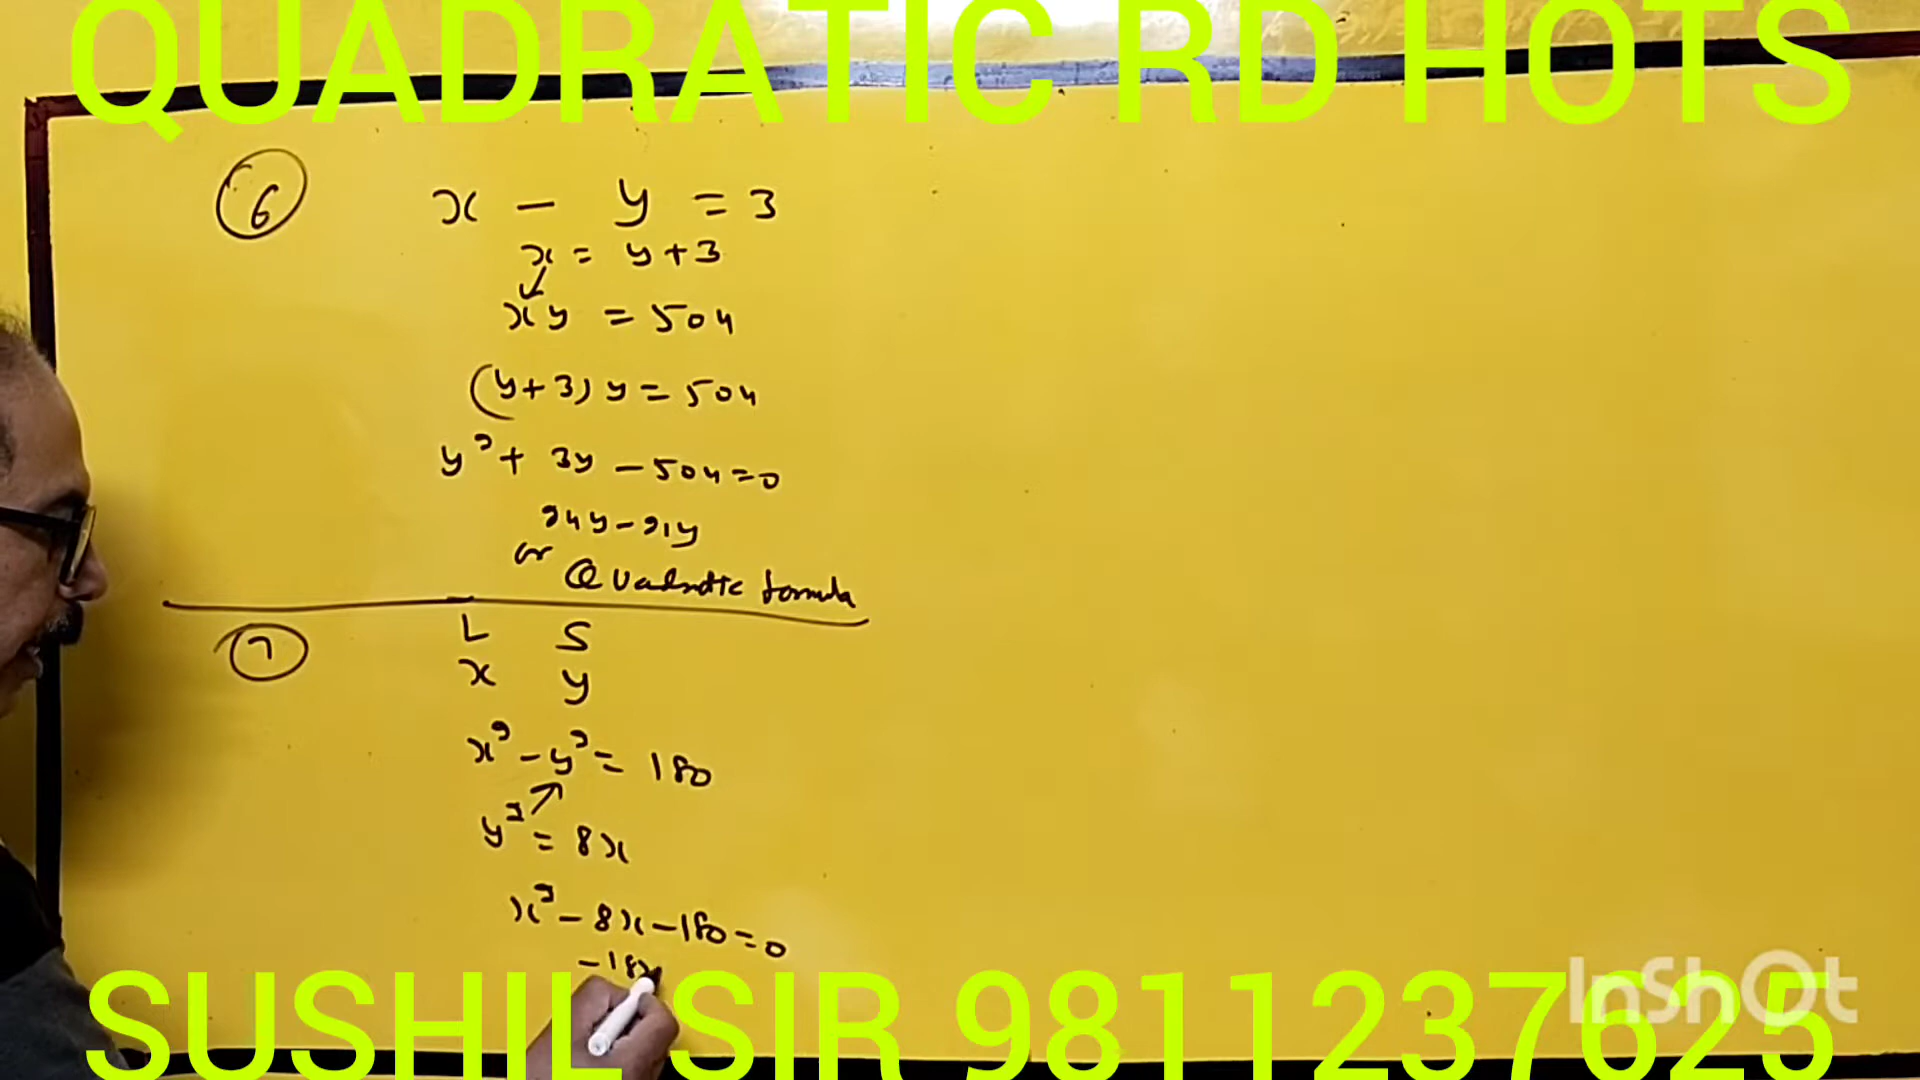 QUADRATIC RD HOTS
6 x - y = 3
x = y + 3
xy = 504
(y + 3) y = 504
y² + 3y - 504 = 0
24y - 21y
or Quadratic formula
7 L S
x y
x² - y² = 180
y² = 8x
x² - 8x - 180 = 0
-18x
SUSHIL SIR 9811237625
InShOt